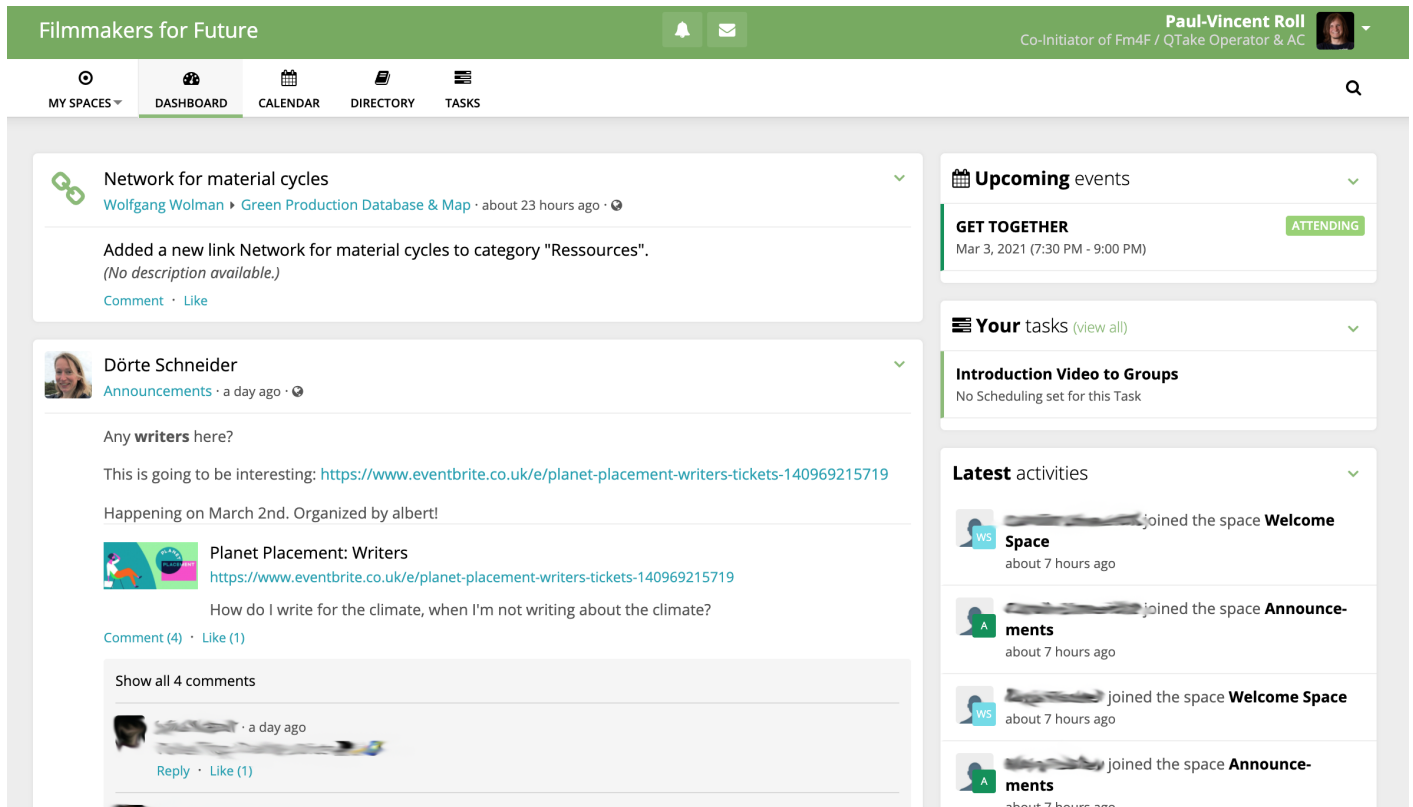 Filmmakers for Future
Paul-Vincent Roll
Co-Initiator of Fm4F / QTake Operator & AC
MY SPACES
DASHBOARD
CALENDAR
DIRECTORY
TASKS
Network for material cycles
Wolfgang Wolman Green Production Database & Map · about 23 hours ago ·
Added a new link Network for material cycles to category "Ressources".
(No description available.)
Comment · Like
Dörte Schneider
Announcements · a day ago ·
Any writers here?
This is going to be interesting: https://www.eventbrite.co.uk/e/planet-placement-writers-tickets-140969215719
Happening on March 2nd. Organized by albert!
PLANET
PLACEMENT
Planet Placement: Writers
https://www.eventbrite.co.uk/e/planet-placement-writers-tickets-140969215719
How do I write for the climate, when I'm not writing about the climate?
Comment (4) · Like (1)
Show all 4 comments
· a day ago
Reply · Like (1)
Upcoming events
GET TOGETHER
ATTENDING
Mar 3, 2021 (7:30 PM - 9:00 PM)
Your tasks (view all)
Introduction Video to Groups
No Scheduling set for this Task
Latest activities
WS
joined the space Welcome
Space
about 7 hours ago
A
joined the space Announce-
ments
about 7 hours ago
WS
joined the space Welcome Space
about 7 hours ago
A
joined the space Announce-
ments
about 7 hours ago